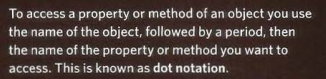 To access a property or method of an object you use
the name of the object, followed by a period, then
the name of the property or method you want to
access. This is known as dot notation.